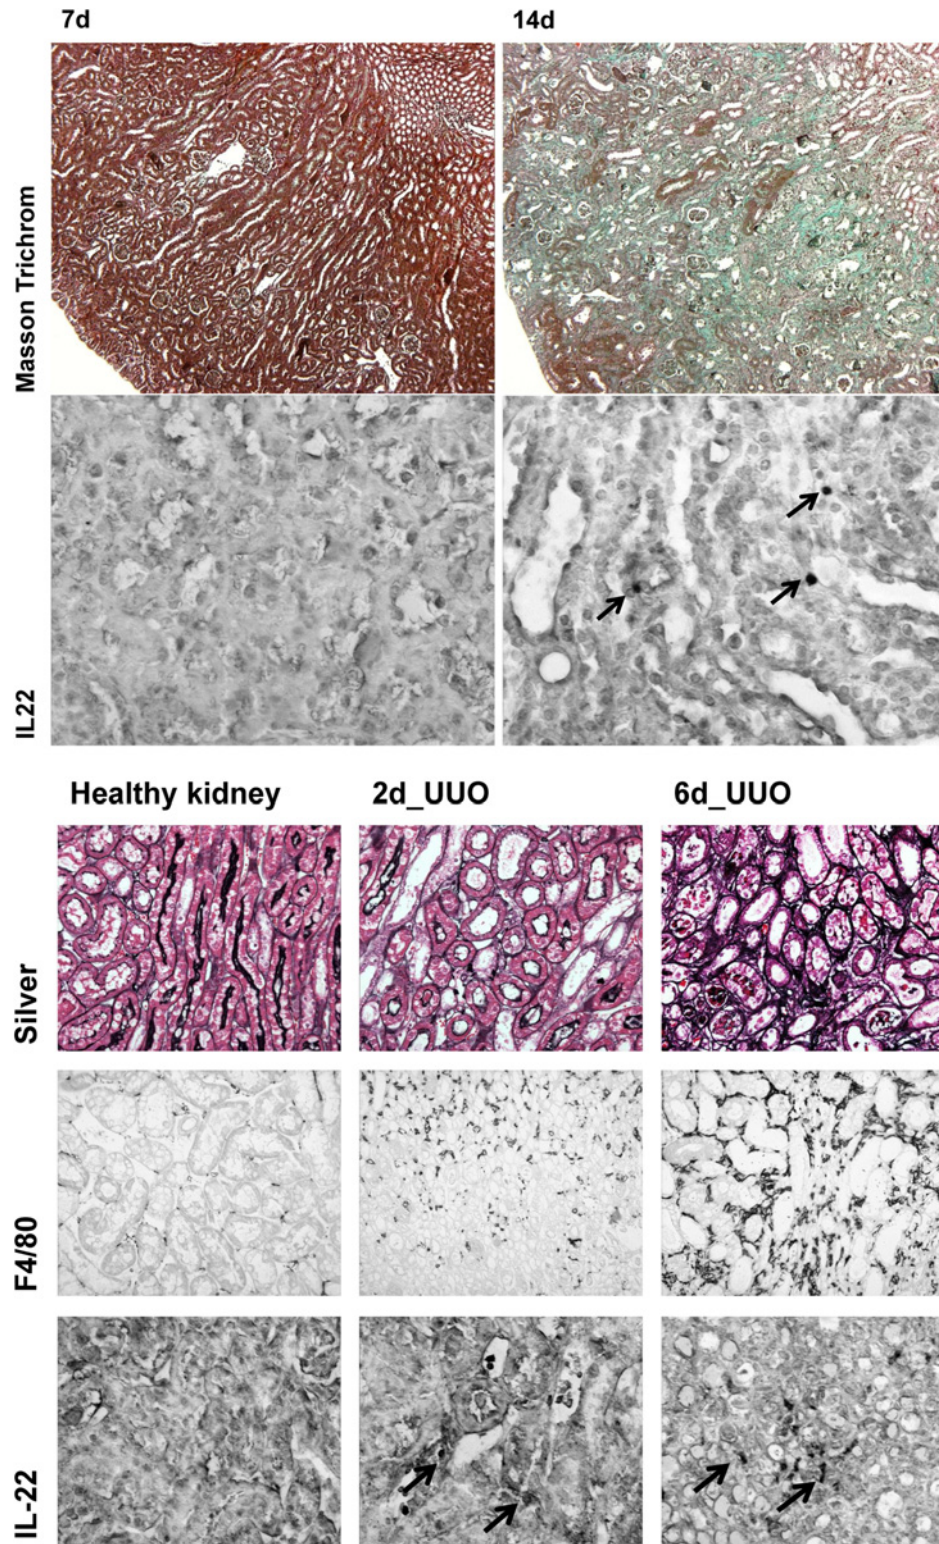 7d 14d
Masson Trichrom
IL22
Healthy kidney 2d_UUO 6d_UUO
Silver
F4/80
IL-22